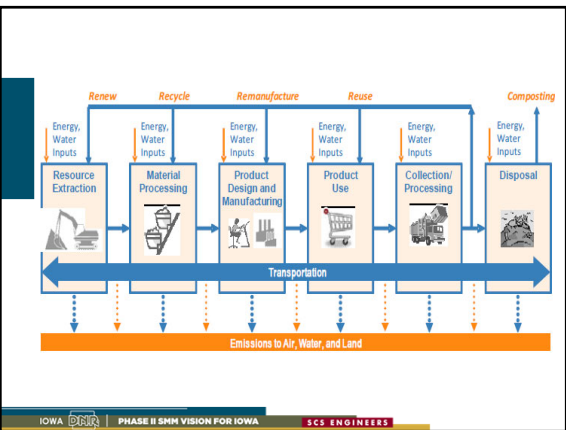 Renew
Recycle
Remanufacture
Reuse
Composting
Energy,
Water
Inputs
Energy,
Water
Inputs
Energy,
Water
Inputs
Energy,
Water
Inputs
Energy,
Water
Inputs
Energy,
Water
Inputs
Resource
Extraction
Material
Processing
Product
Design and
Manufacturing
Product
Use
Collection/
Processing
Disposal
Transportation
Emissions to Air, Water, and Land
IOWA DNR PHASE II SMM VISION FOR IOWA SCS ENGINEERS